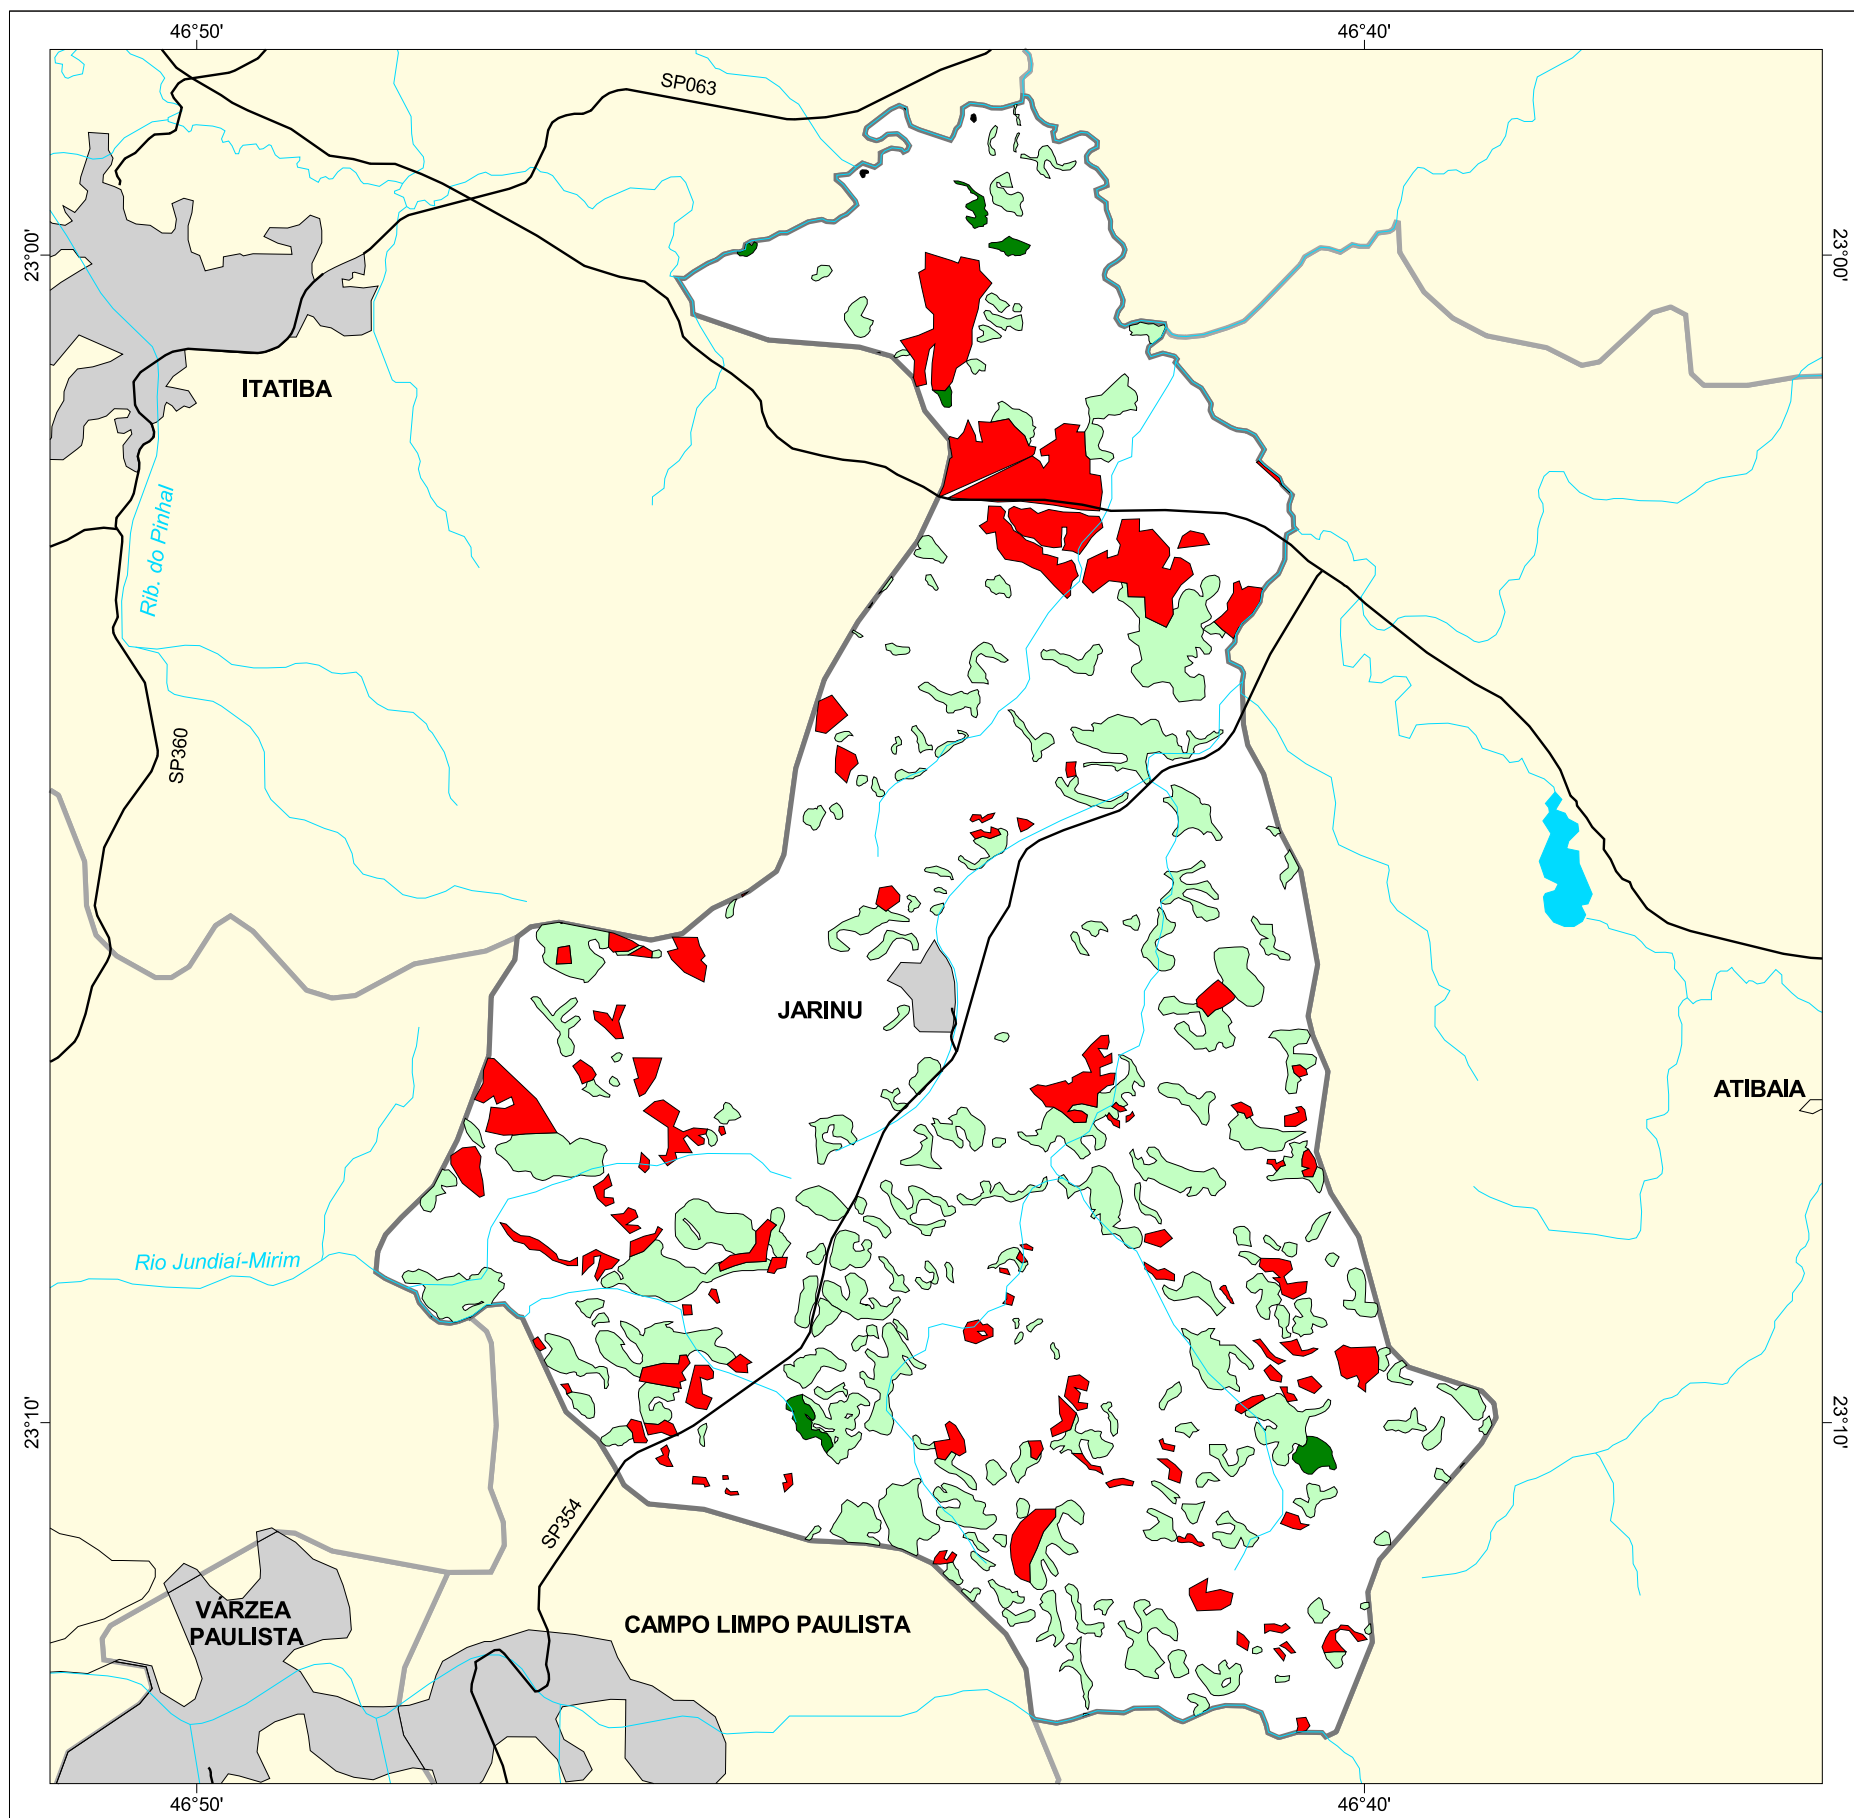 46°50'
46°40'
SP063
23°00'
23°00'
ITATIBA
Rib. do Pinhal
SP360
JARINU
ATIBAIA
Rio Jundiaí-Mirim
23°10'
23°10'
SP354
VÁRZEA
PAULISTA
CAMPO LIMPO PAULISTA
46°50'
46°40'